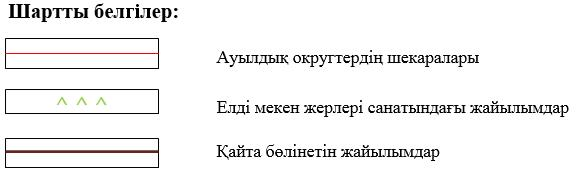 Шартты белгілер:
Ауылдық округтердің шекаралары
Елді мекен жерлері санатындағы жайылымдар
Қайта бөлінетін жайылымдар